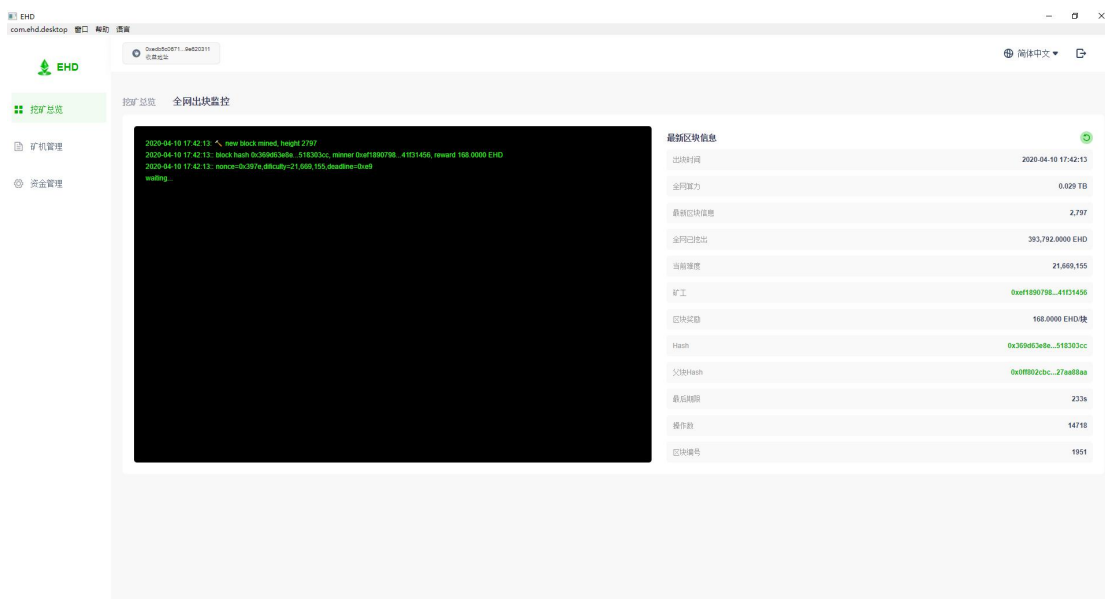 EHD
com.ehd.desktop 窗口 帮助 语言
0xedb5c0671...9e620311
收益地址
简体中文
EHD
挖矿总览
矿机管理
资金管理
挖矿总览 全网出块监控
2020-04-10 17:42:13: new block mined, height 2797
2020-04-10 17:42:13:: block hash 0x369d63e8e...518303cc, minner 0xef1890798...41f31456, reward 168.0000 EHD
2020-04-10 17:42:13:: nonce=0x397e,dificulty=21,669,155,deadline=0xe9
waiting...
最新区块信息
出块时间 2020-04-10 17:42:13
全网算力 0.029 TB
最新区块信息 2,797
全网已挖出 393,792.0000 EHD
当前难度 21,669,155
矿工 0xef1890798...41f31456
区块奖励 168.0000 EHD/块
Hash 0x369d63e8e...518303cc
父块Hash 0x0ff802cbc...27aa88aa
最后期限 233s
操作数 14718
区块编号 1951